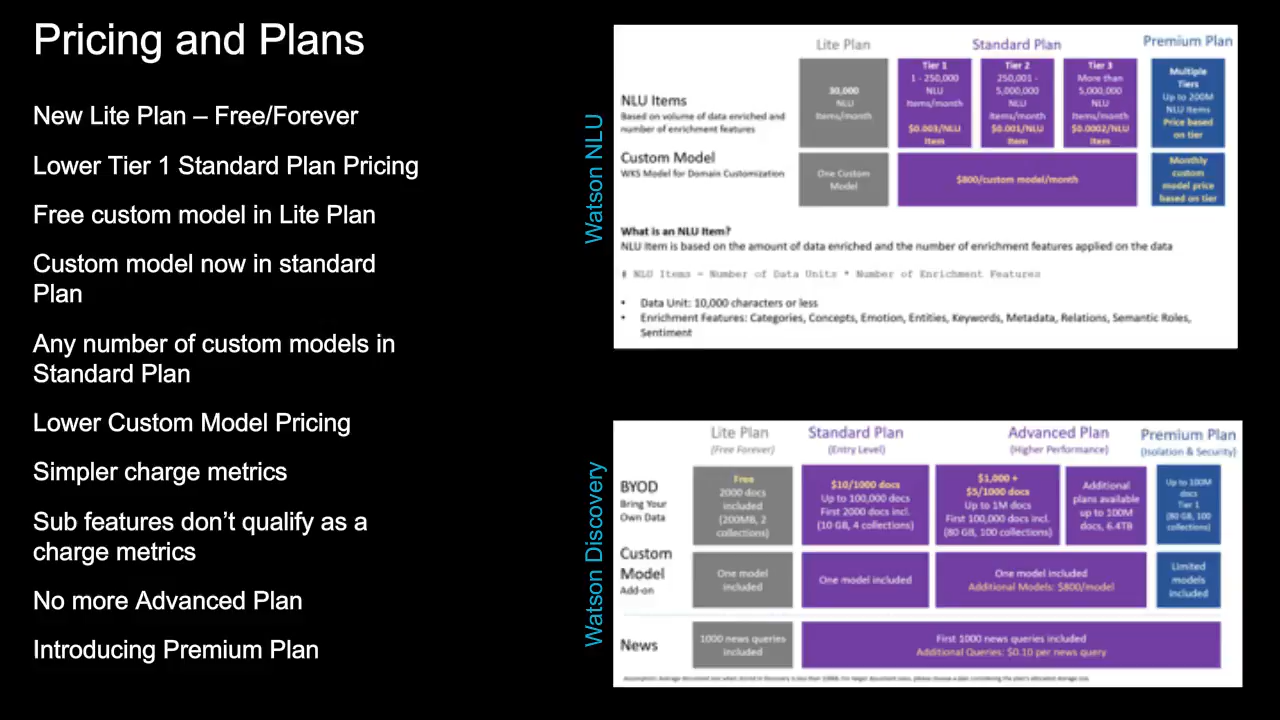 Pricing and Plans
New Lite Plan – Free/Forever
Lower Tier 1 Standard Plan Pricing
Free custom model in Lite Plan
Custom model now in standard
Plan
Any number of custom models in
Standard Plan
Lower Custom Model Pricing
Simpler charge metrics
Sub features don’t qualify as a
charge metrics
No more Advanced Plan
Introducing Premium Plan
Watson NLU
Lite Plan
Standard Plan
Premium Plan
NLU Items
Based on volume of data enriched and
number of enrichment features
30,000
NLU
Items/month
Tier 1
1 - 250,000
NLU
Items/month
$0.003/NLU
Item
Tier 2
250,001 -
5,000,000
NLU
Items/month
$0.001/NLU
Item
Tier 3
More than
5,000,000
NLU
Items/month
$0.0002/NLU
Item
Multiple
Tiers
Up to 200M
NLU Items
Price based
on tier
Custom Model
WKS Model for Domain Customization
One Custom
Model
$800/custom model/month
Monthly
custom
model price
based on tier
What is an NLU Item?
NLU Item is based on the amount of data enriched and the number of enrichment features applied on the data
# NLU Items = Number of Data Units * Number of Enrichment Features
• Data Unit: 10,000 characters or less
• Enrichment Features: Categories, Concepts, Emotion, Entities, Keywords, Metadata, Relations, Semantic Roles,
Sentiment
Watson Discovery
Lite Plan
(Free Forever)
Standard Plan
(Entry Level)
Advanced Plan
(Higher Performance)
Premium Plan
(Isolation & Security)
BYOD
Bring Your
Own Data
Free
2000 docs
included
(200MB, 2
collections)
$10/1000 docs
Up to 100,000 docs
First 2000 docs incl.
(10 GB, 4 collections)
$1,000 +
$5/1000 docs
Up to 1M docs
First 100,000 docs incl.
(80 GB, 100 collections)
Additional
plans available
up to 100M
docs, 6.4TB
Up to 100M
docs
Tier 1
(80 GB, 100
collections)
Custom
Model
Add-on
One model
included
One model included
One model included
Additional Models: $800/model
Limited
models
included
News
1000 news queries
included
First 1000 news queries included
Additional Queries: $0.10 per news query